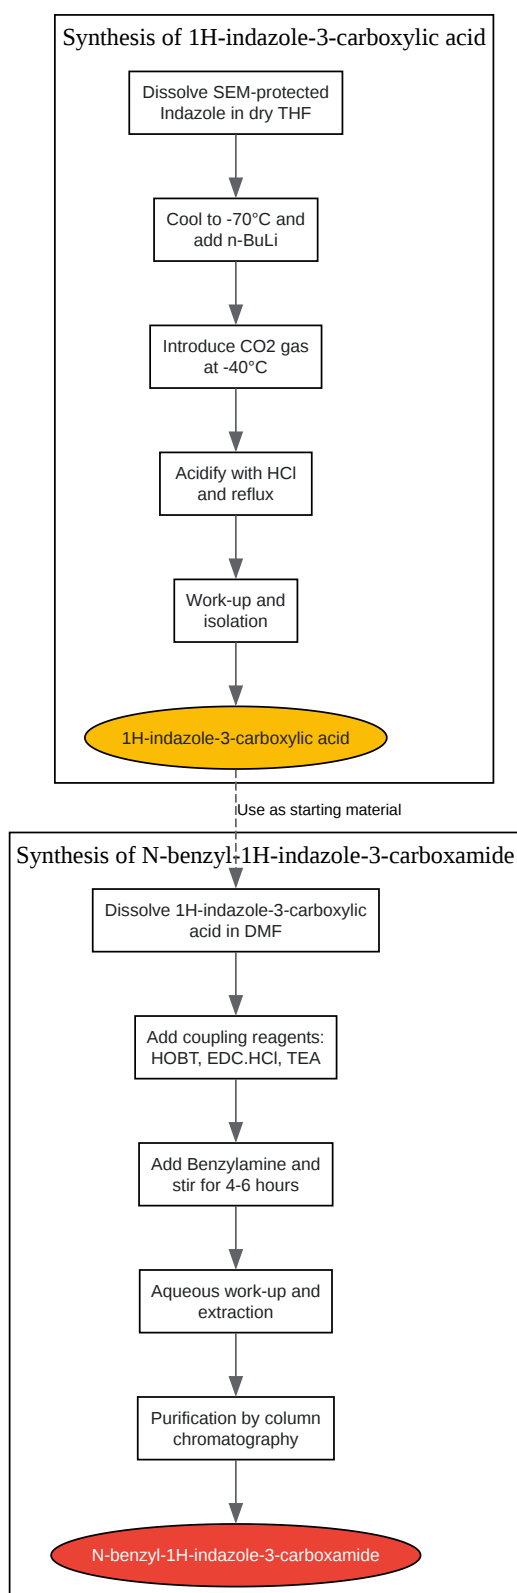 Synthesis of 1H-indazole-3-carboxylic acid
Dissolve SEM-protected
Indazole in dry THF
Cool to -70°C and
add n-BuLi
Introduce CO2 gas
at -40°C
Acidify with HCl
and reflux
Work-up and
isolation
1H-indazole-3-carboxylic acid
Use as starting material
Synthesis of N-benzyl-1H-indazole-3-carboxamide
Dissolve 1H-indazole-3-carboxylic
acid in DMF
Add coupling reagents:
HOBT, EDC.HCl, TEA
Add Benzylamine and
stir for 4-6 hours
Aqueous work-up and
extraction
Purification by column
chromatography
N-benzyl-1H-indazole-3-carboxamide